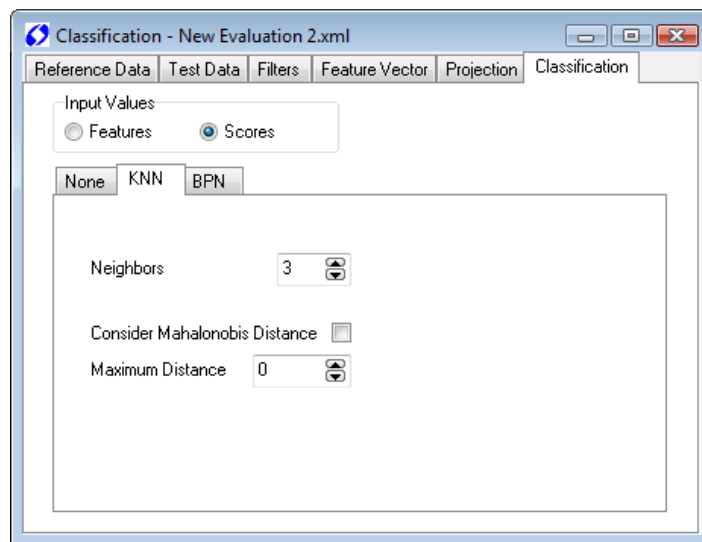 Classification - New Evaluation 2.xml
Reference Data Test Data Filters Feature Vector Projection Classification
Input Values
Features Scores
None KNN BPN
Neighbors 3
Consider Mahalonobis Distance
Maximum Distance 0